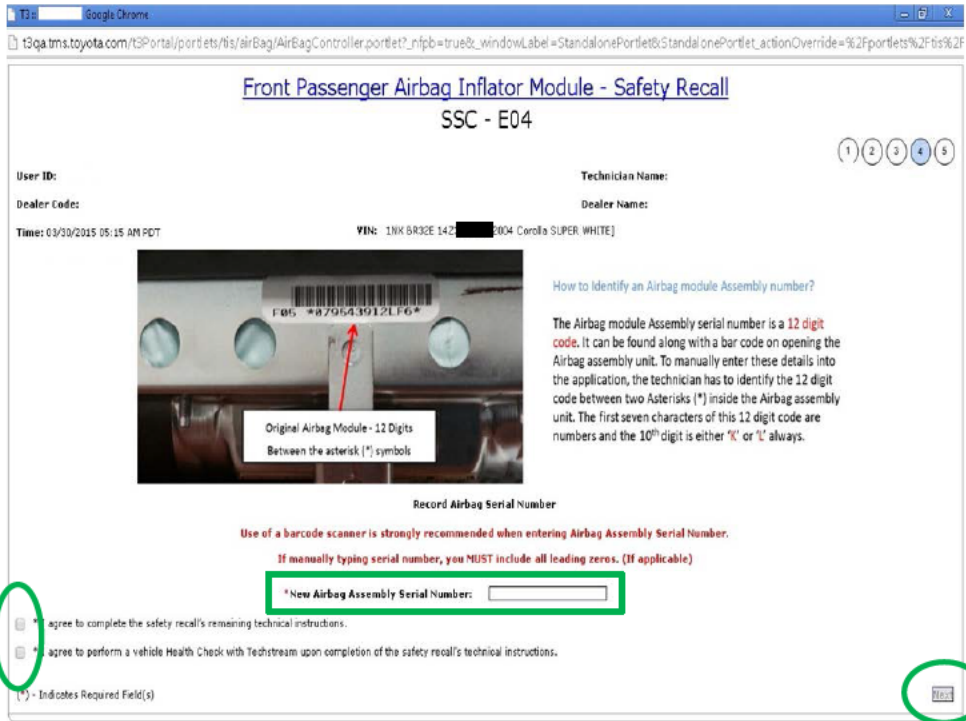 T3 :: Google Chrome
t3qa.tms.toyota.com/t3Portal/portlets/tis/airBag/AirBagController.portlet?_nfpb=true&_windowLabel=StandalonePortlet&StandalonePortlet_actionOverride=%2Fportlets%2Ftis%2F
Front Passenger Airbag Inflator Module - Safety Recall
SSC - E04
1 2 3 4 5
User ID: Technician Name:
Dealer Code: Dealer Name:
Time: 03/30/2015 05:15 AM PDT VIN: 1NX BR32E 14Z 2004 Corolla SUPER WHITE]
F05 *079543912LF6*
Original Airbag Module - 12 Digits
Between the asterisk (*) symbols
How to Identify an Airbag module Assembly number?
The Airbag module Assembly serial number is a 12 digit
code. It can be found along with a bar code on opening the
Airbag assembly unit. To manually enter these details into
the application, the technician has to identify the 12 digit
code between two Asterisks (*) inside the Airbag assembly
unit. The first seven characters of this 12 digit code are
numbers and the 10th digit is either 'K' or 'L' always.
Record Airbag Serial Number
Use of a barcode scanner is strongly recommended when entering Airbag Assembly Serial Number.
If manually typing serial number, you MUST include all leading zeros. (If applicable)
*New Airbag Assembly Serial Number:
* I agree to complete the safety recall's remaining technical instructions.
* I agree to perform a vehicle Health Check with Techstream upon completion of the safety recall's technical instructions.
(*) - Indicates Required Field(s)
Next